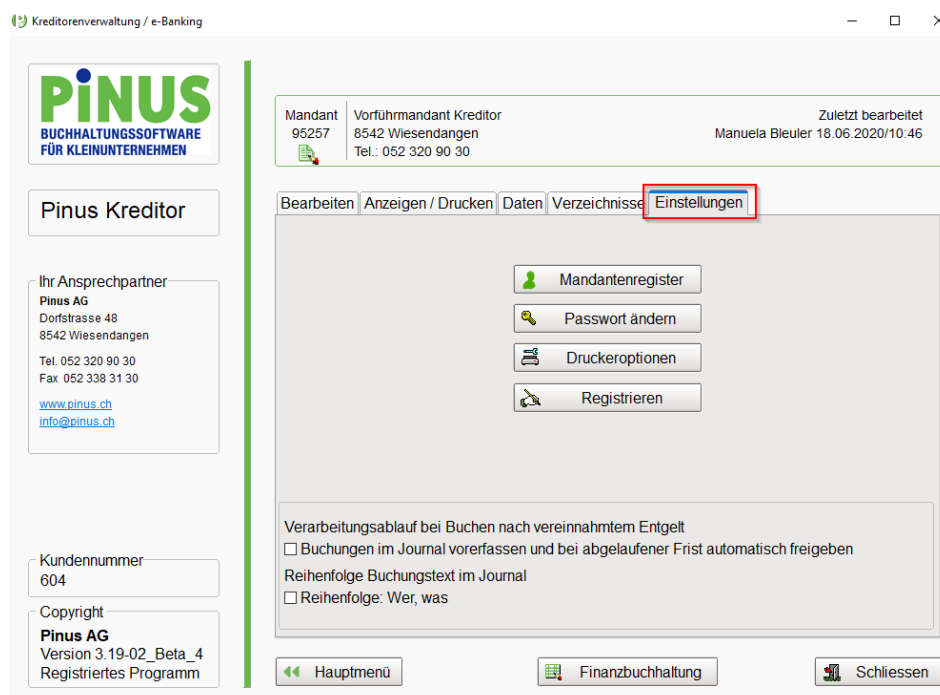 Kreditorenverwaltung / e-Banking
PiNUS
BUCHHALTUNGSSOFTWARE
FÜR KLEINUNTERNEHMEN
Mandant
95257
Vorführmandant Kreditor
8542 Wiesendangen
Tel.: 052 320 90 30
Zuletzt bearbeitet
Manuela Bleuler 18.06.2020/10:46
Pinus Kreditor
Bearbeiten Anzeigen / Drucken Daten Verzeichnisse Einstellungen
Ihr Ansprechpartner
Pinus AG
Dorfstrasse 48
8542 Wiesendangen
Tel. 052 320 90 30
Fax 052 338 31 30
www.pinus.ch
info@pinus.ch
Mandantenregister
Passwort ändern
Druckeroptionen
Registrieren
Verarbeitungsablauf bei Buchen nach vereinnahmtem Entgelt
Buchungen im Journal vorerfassen und bei abgelaufener Frist automatisch freigeben
Reihenfolge Buchungstext im Journal
Reihenfolge: Wer, was
Kundennummer
604
Copyright
Pinus AG
Version 3.19-02_Beta_4
Registriertes Programm
Hauptmenü
Finanzbuchhaltung
Schliessen